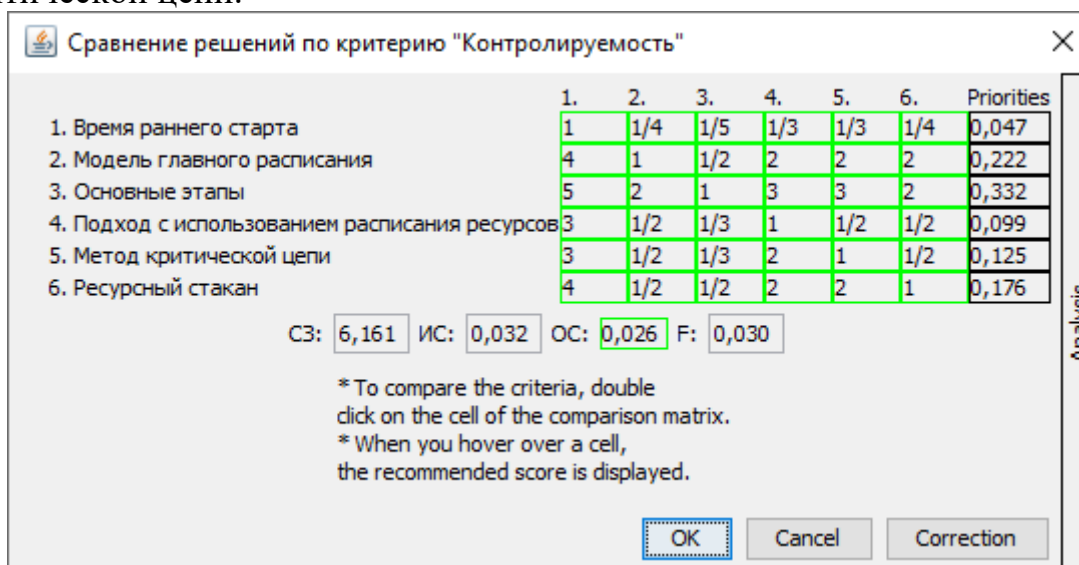 Сравнение решений по критерию "Контролируемость"
1. 2. 3. 4. 5. 6. Priorities
1. Время раннего старта 1 1/4 1/5 1/3 1/3 1/4 0,047
2. Модель главного расписания 4 1 1/2 2 2 2 0,222
3. Основные этапы 5 2 1 3 3 2 0,332
4. Подход с использованием расписания ресурсов 3 1/2 1/3 1 1/2 1/2 0,099
5. Метод критической цепи 3 1/2 1/3 2 1 1/2 0,125
6. Ресурсный стакан 4 1/2 1/2 2 2 1 0,176
СЗ: 6,161 ИС: 0,032 ОС: 0,026 F: 0,030
* To compare the criteria, double
click on the cell of the comparison matrix.
* When you hover over a cell,
the recommended score is displayed.
OK Cancel Correction
Analysis